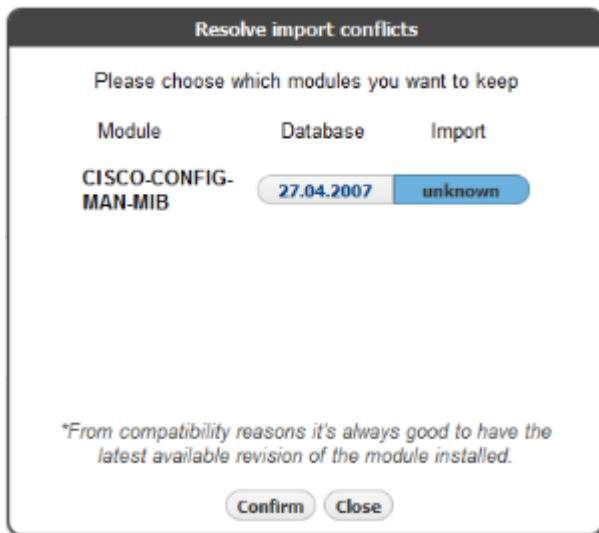 Resolve import conflicts
Please choose which modules you want to keep
Module Database Import
CISCO-CONFIG-
MAN-MIB
27.04.2007 unknown
*From compatibility reasons it's always good to have the
latest available revision of the module installed.
Confirm Close